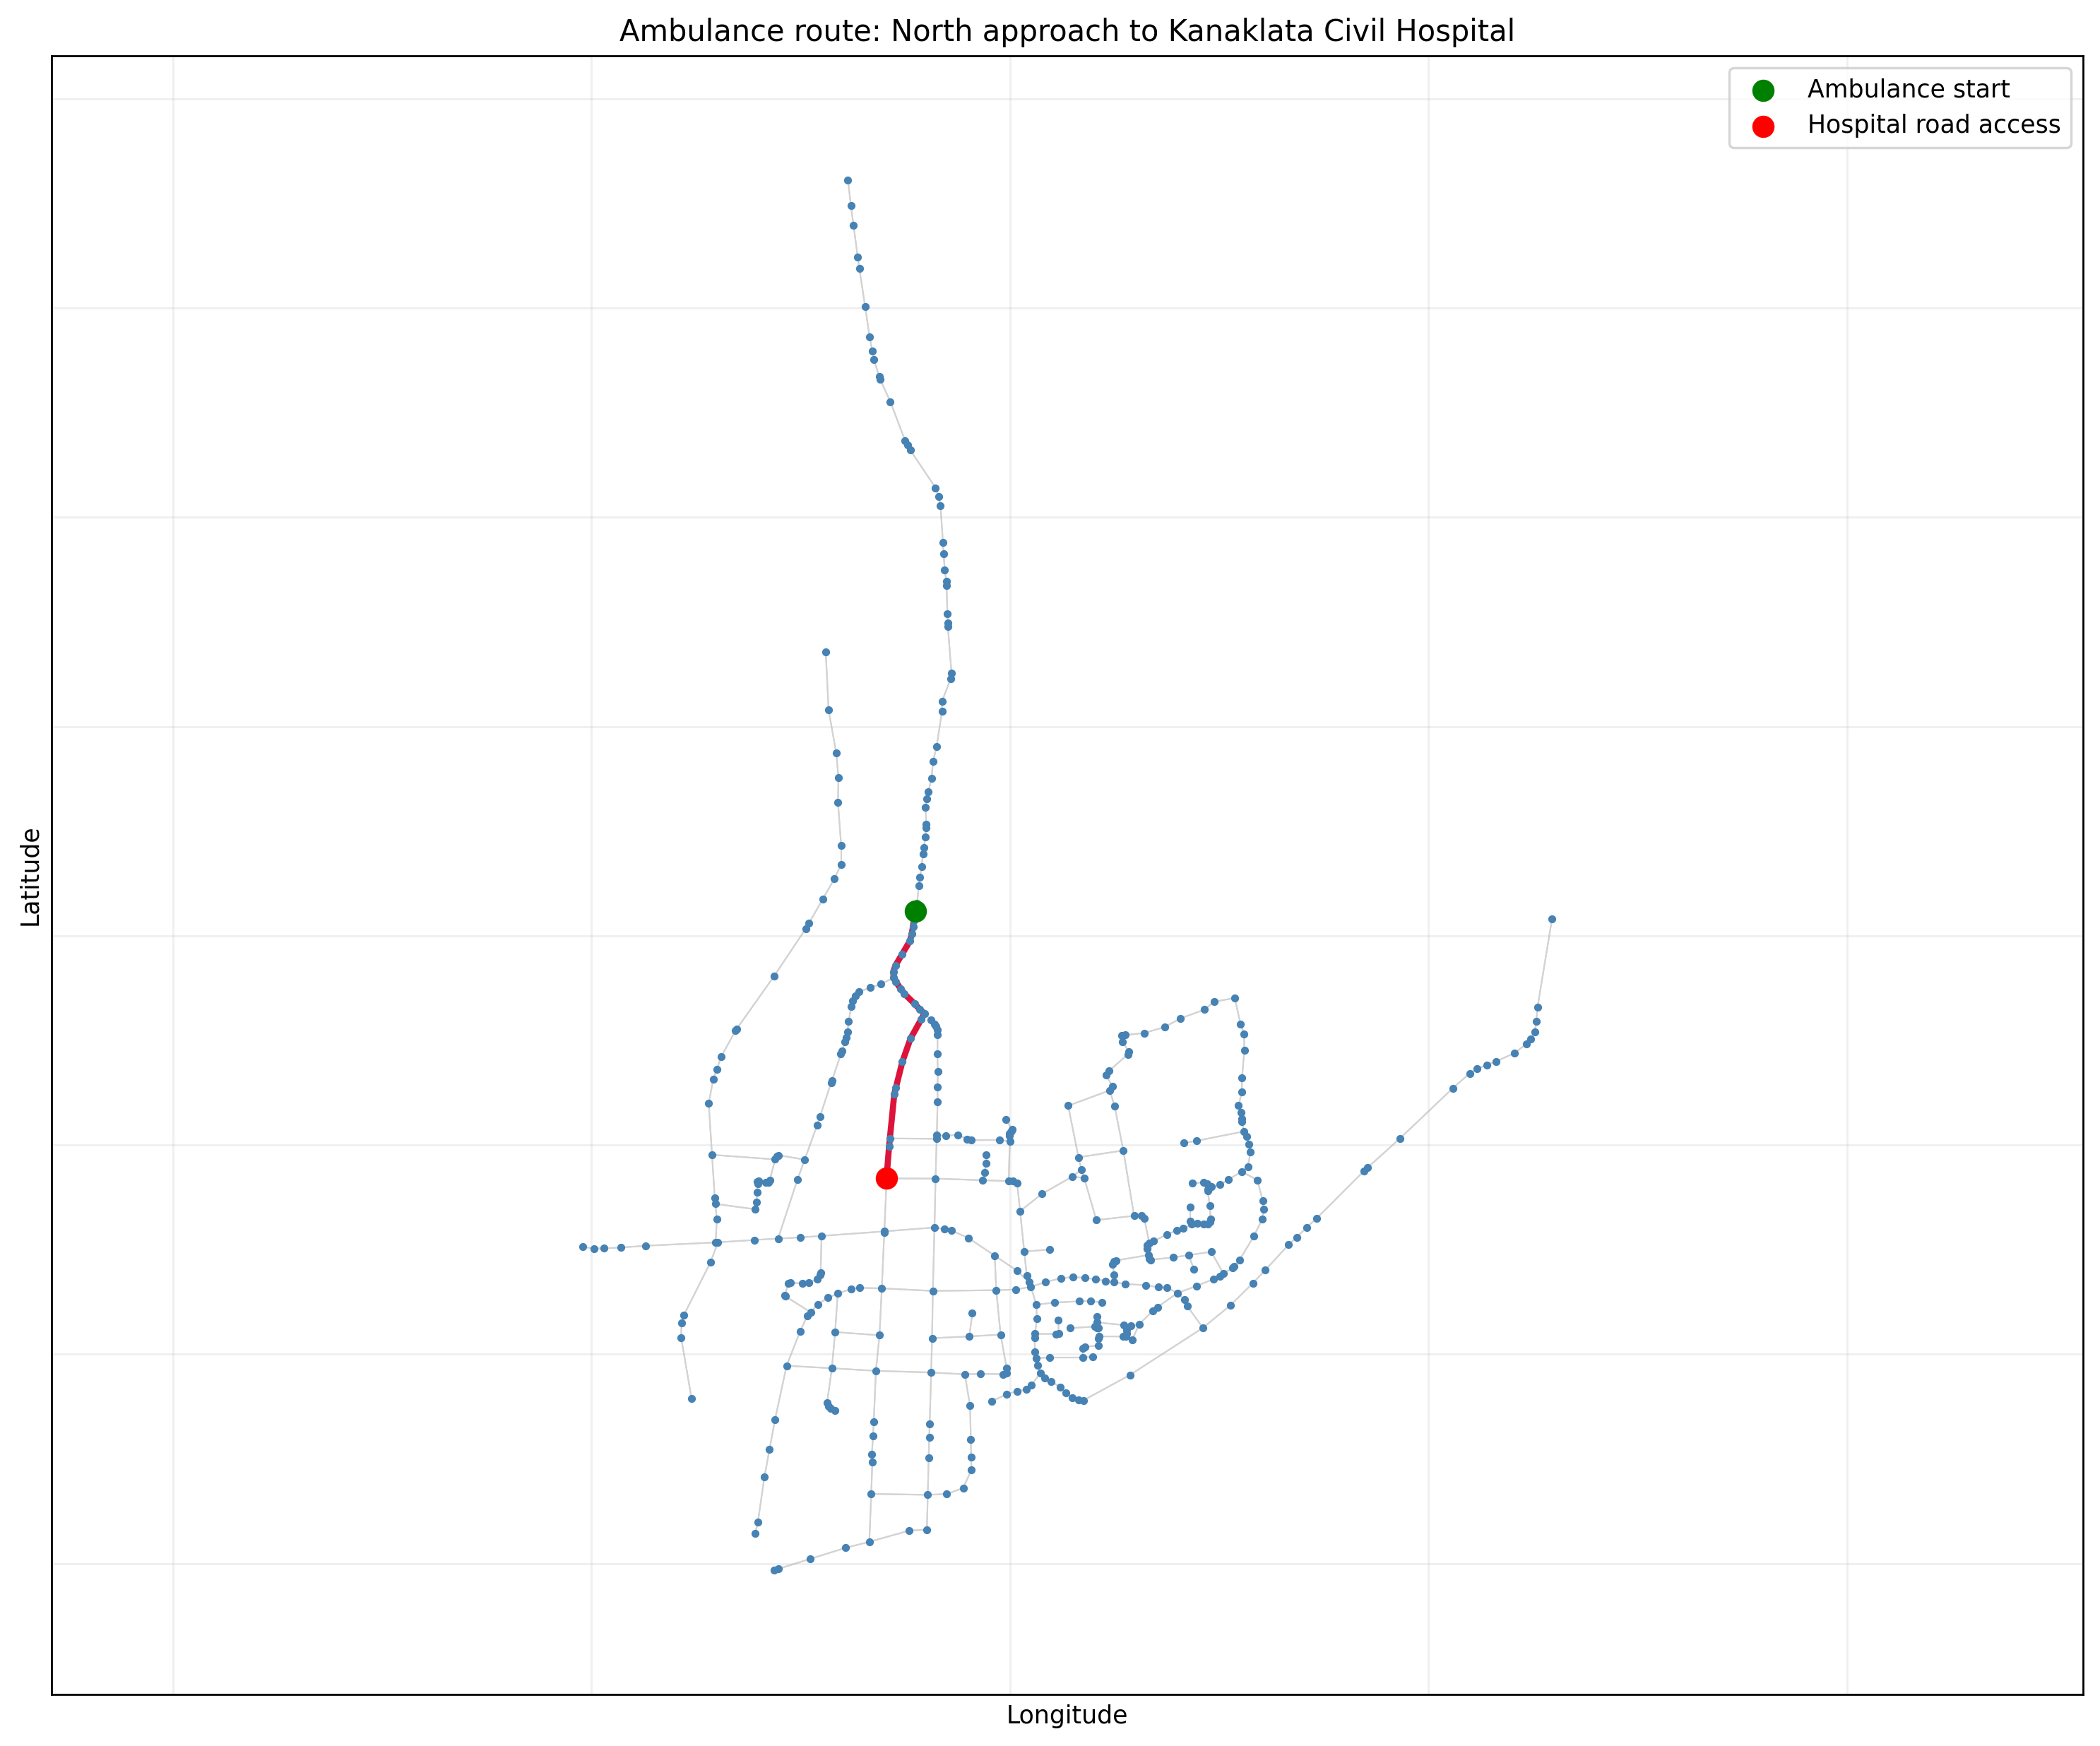 Ambulance route: North approach to Kanaklata Civil Hospital
Ambulance start
Hospital road access
Latitude
Longitude